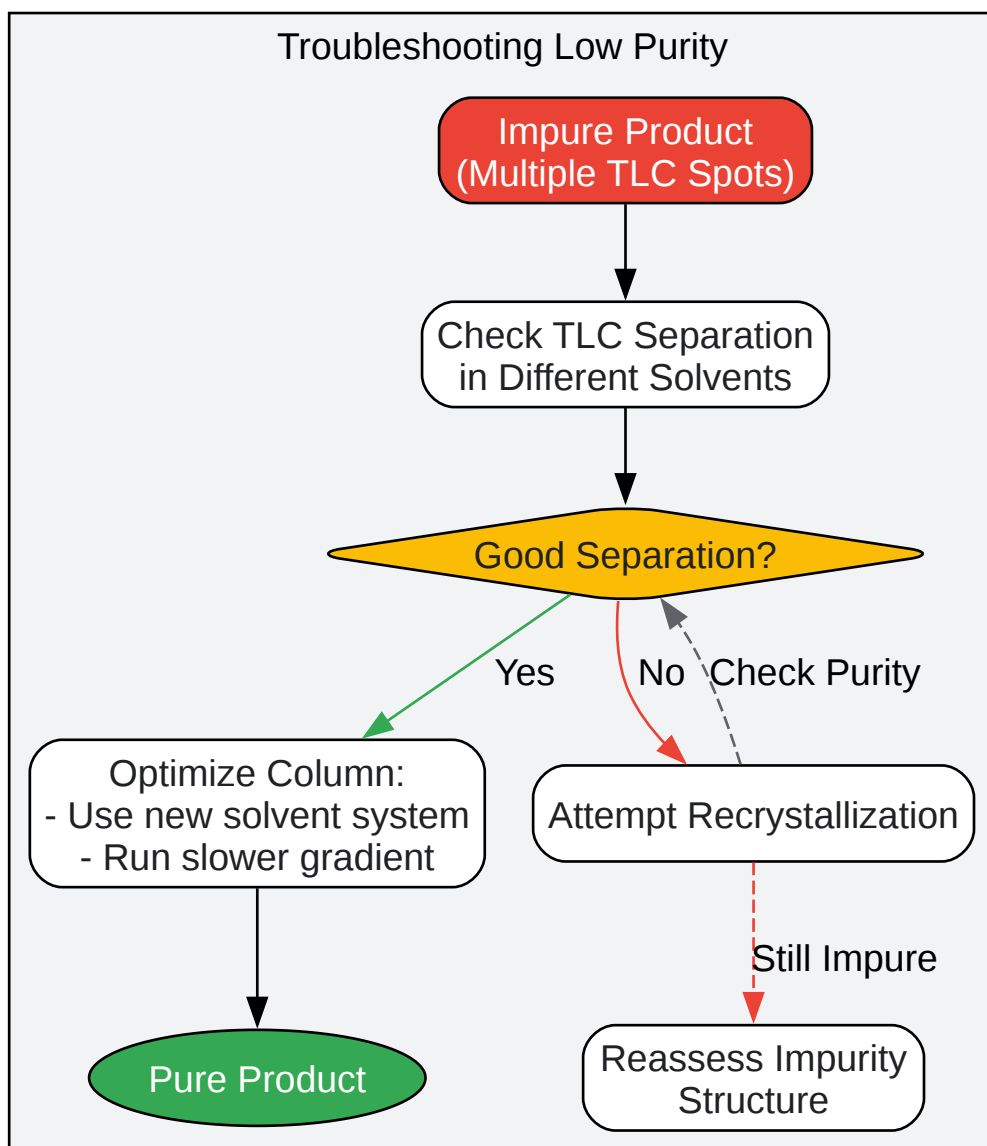 Troubleshooting Low Purity
Impure Product
(Multiple TLC Spots)
Check TLC Separation
in Different Solvents
Good Separation?
Yes
No
Check Purity
Optimize Column:
- Use new solvent system
- Run slower gradient
Attempt Recrystallization
Still Impure
Pure Product
Reassess Impurity
Structure